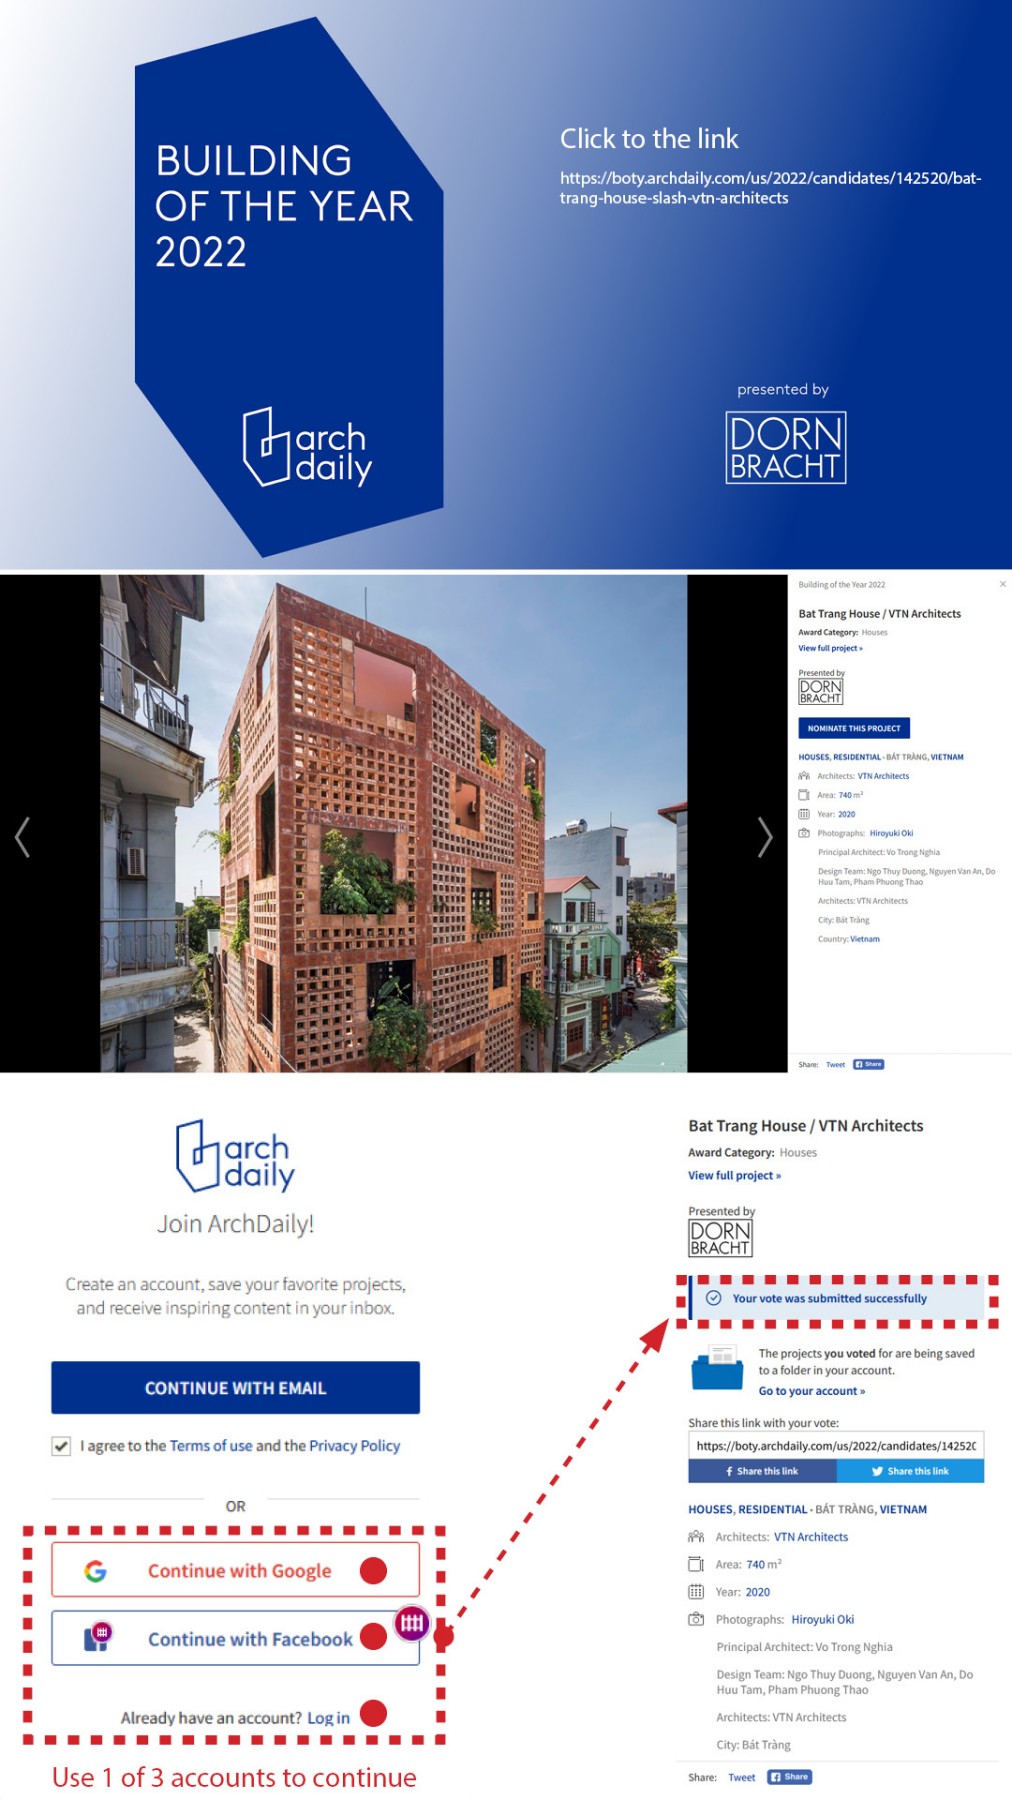 BUILDING
OF THE YEAR
2022
arch
daily
Click to the link
https://boty.archdaily.com/us/2022/candidates/142520/bat-
trang-house-slash-vtn-architects
presented by
DORN
BRACHT
Building of the Year 2022
Bat Trang House / VTN Architects
Award Category: Houses
View full project »
Presented by
DORN
BRACHT
NOMINATE THIS PROJECT
HOUSES, RESIDENTIAL • BÁT TRÀNG, VIETNAM
Architects: VTN Architects
Area: 740 m²
Year: 2020
Photographs: Hiroyuki Oki
Principal Architect: Vo Trong Nghia
Design Team: Ngo Thuy Duong, Nguyen Van An, Do
Huu Tam, Pham Phuong Thao
Architects: VTN Architects
City: Bát Tràng
Country: Vietnam
Share: Tweet Share
arch
daily
Join ArchDaily!
Create an account, save your favorite projects,
and receive inspiring content in your inbox.
CONTINUE WITH EMAIL
I agree to the Terms of use and the Privacy Policy
OR
Continue with Google
Continue with Facebook
Already have an account? Log in
Use 1 of 3 accounts to continue
Bat Trang House / VTN Architects
Award Category: Houses
View full project »
Presented by
DORN
BRACHT
Your vote was submitted successfully
The projects you voted for are being saved
to a folder in your account.
Go to your account »
Share this link with your vote:
https://boty.archdaily.com/us/2022/candidates/14252
Share this link Share this link
HOUSES, RESIDENTIAL • BÁT TRÀNG, VIETNAM
Architects: VTN Architects
Area: 740 m²
Year: 2020
Photographs: Hiroyuki Oki
Principal Architect: Vo Trong Nghia
Design Team: Ngo Thuy Duong, Nguyen Van An, Do
Huu Tam, Pham Phuong Thao
Architects: VTN Architects
City: Bát Tràng
Share: Tweet Share